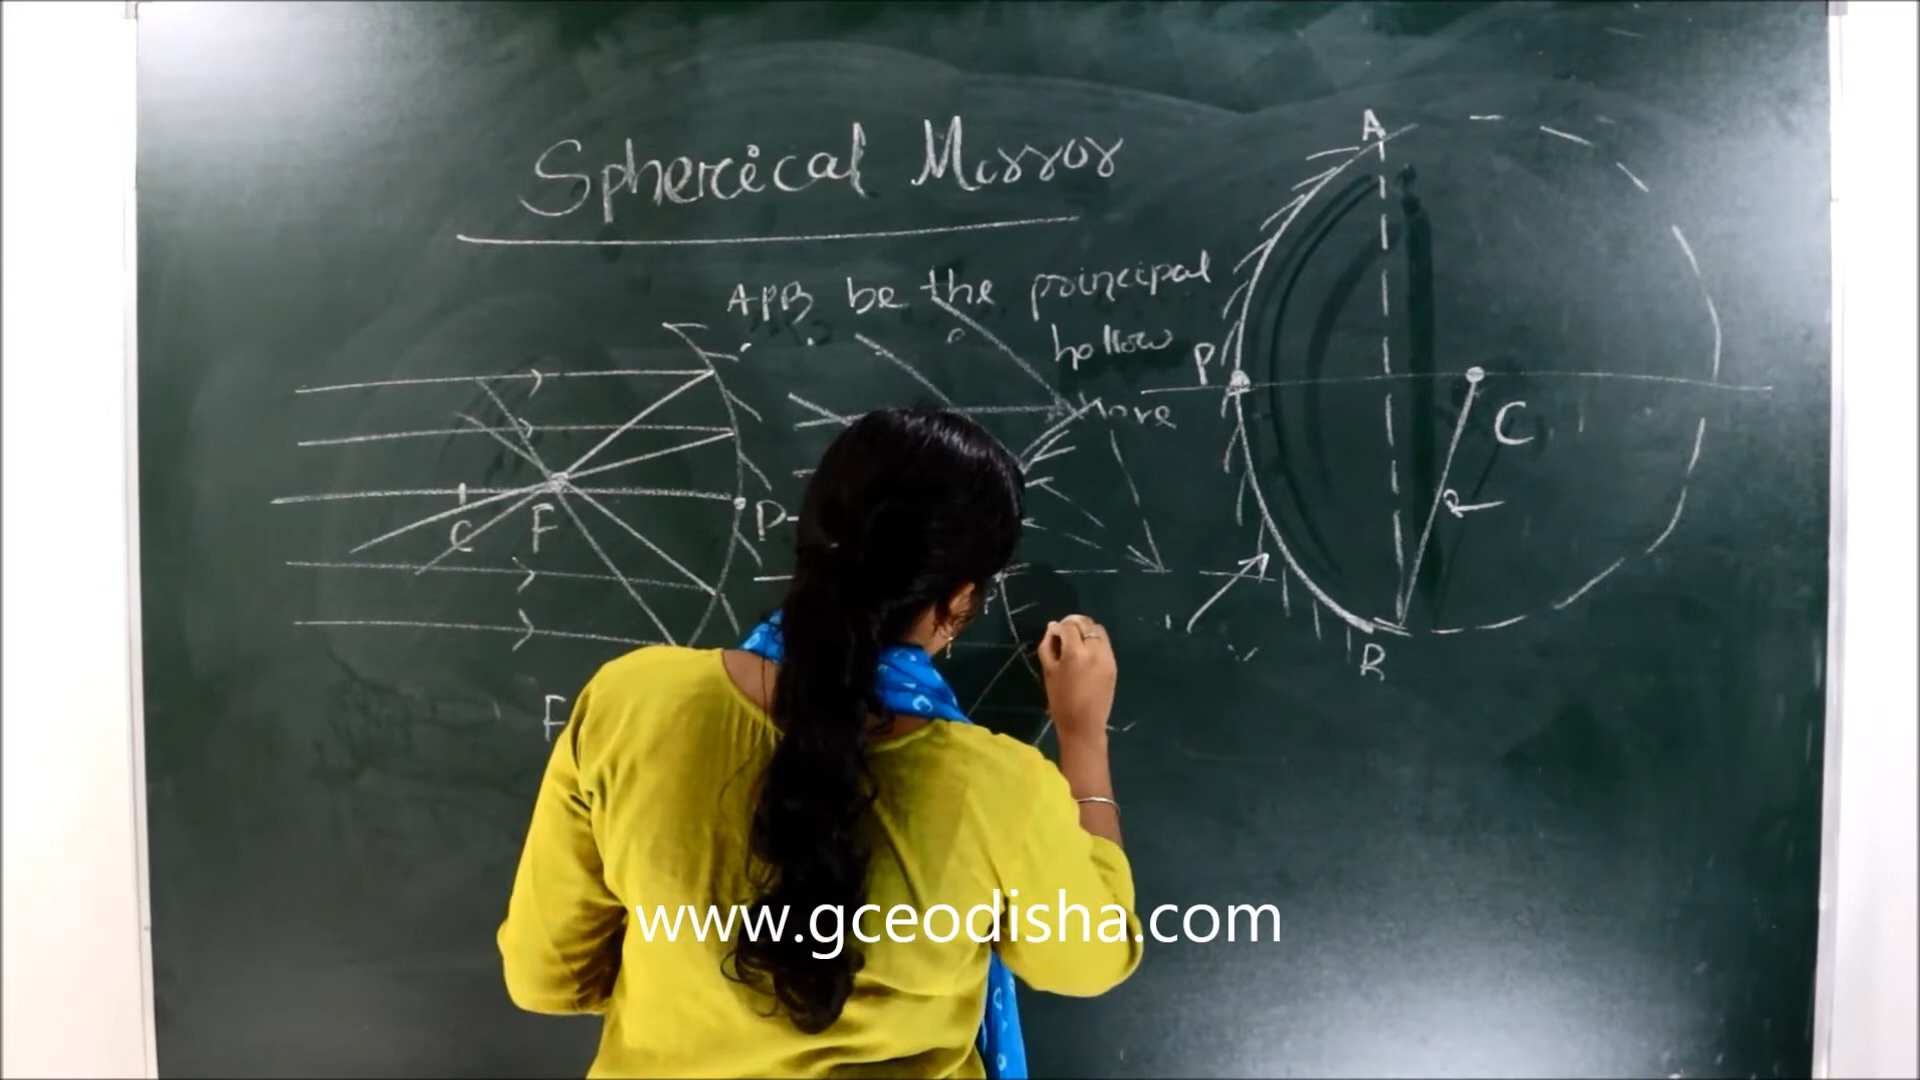 Spherical Mirror
APB be the principal
hollow
A
P
C
R
B
C
F
P
P
F
www.gceodisha.com